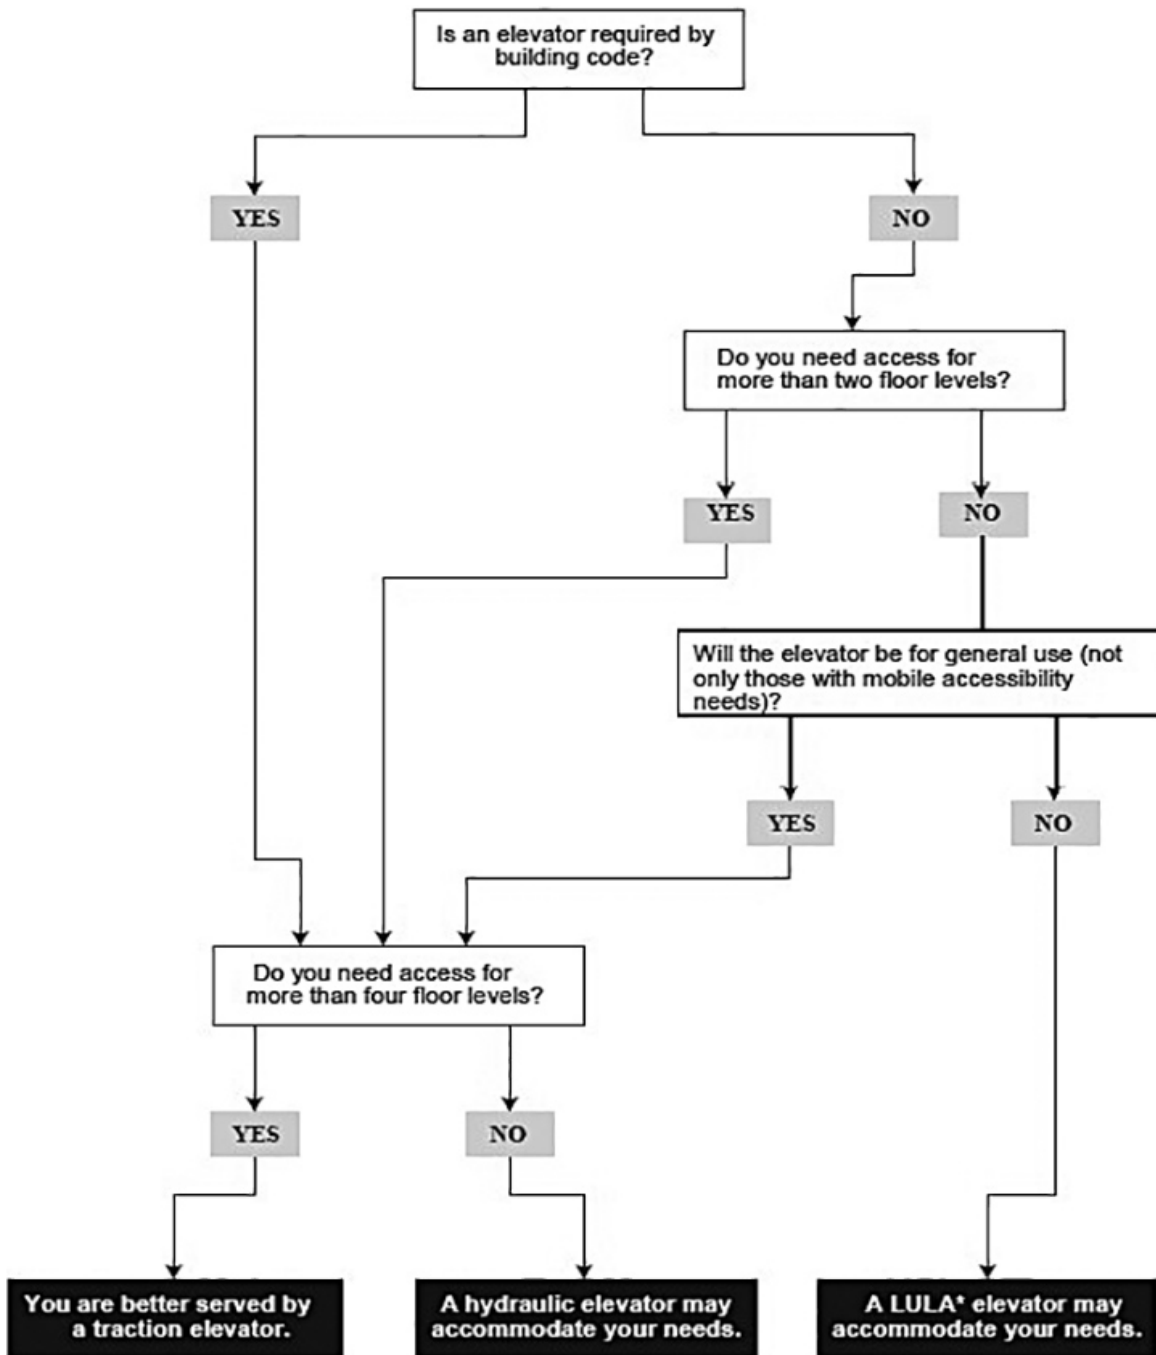 Is an elevator required by
building code?
YES
NO
Do you need access for
more than two floor levels?
YES
NO
Will the elevator be for general use (not
only those with mobile accessibility
needs)?
YES
NO
Do you need access for
more than four floor levels?
YES
NO
You are better served by
a traction elevator.
A hydraulic elevator may
accommodate your needs.
A LULA* elevator may
accommodate your needs.